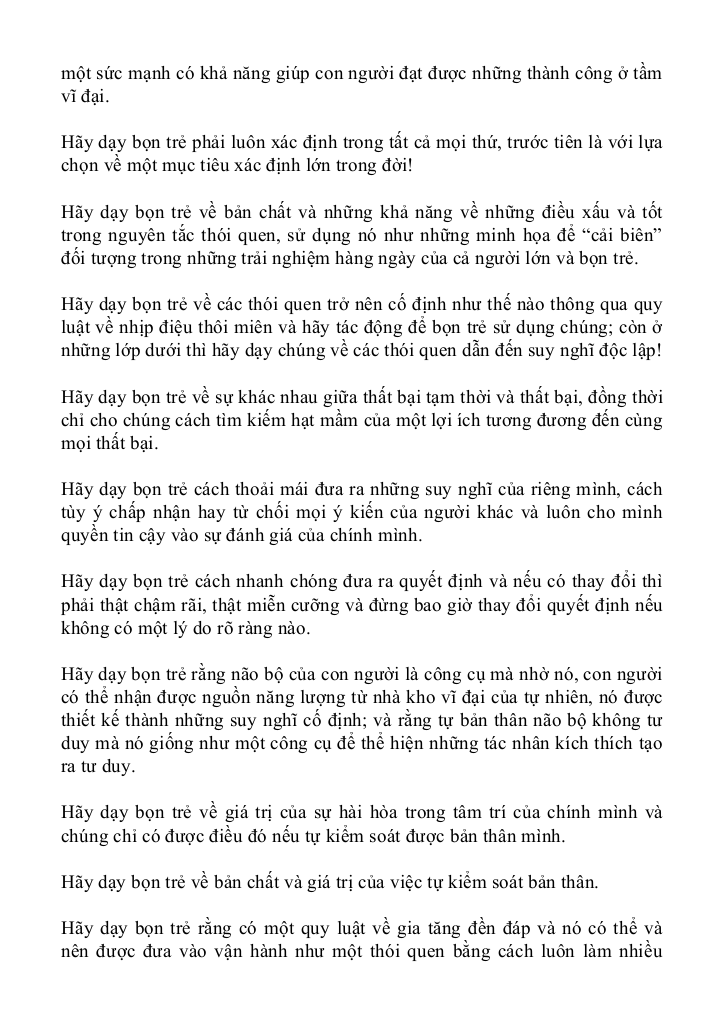 một sức mạnh có khả năng giúp con người đạt được những thành công ở tầm
vĩ đại.
Hãy dạy bọn trẻ phải luôn xác định trong tất cả mọi thứ, trước tiên là với lựa
chọn về một mục tiêu xác định lớn trong đời!
Hãy dạy bọn trẻ về bản chất và những khả năng về những điều xấu và tốt
trong nguyên tắc thói quen, sử dụng nó như những minh họa để “cải biên”
đối tượng trong những trải nghiệm hàng ngày của cả người lớn và bọn trẻ.
Hãy dạy bọn trẻ về các thói quen trở nên cố định như thế nào thông qua quy
luật về nhịp điệu thôi miên và hãy tác động để bọn trẻ sử dụng chúng; còn ở
những lớp dưới thì hãy dạy chúng về các thói quen dẫn đến suy nghĩ độc lập!
Hãy dạy bọn trẻ về sự khác nhau giữa thất bại tạm thời và thất bại, đồng thời
chỉ cho chúng cách tìm kiếm hạt mầm của một lợi ích tương đương đến cùng
mọi thất bại.
Hãy dạy bọn trẻ cách thoải mái đưa ra những suy nghĩ của riêng mình, cách
tùy ý chấp nhận hay từ chối mọi ý kiến của người khác và luôn cho mình
quyền tin cậy vào sự đánh giá của chính mình.
Hãy dạy bọn trẻ cách nhanh chóng đưa ra quyết định và nếu có thay đổi thì
phải thật chậm rãi, thật miễn cưỡng và đừng bao giờ thay đổi quyết định nếu
không có một lý do rõ ràng nào.
Hãy dạy bọn trẻ rằng não bộ của con người là công cụ mà nhờ nó, con người
có thể nhận được nguồn năng lượng từ nhà kho vĩ đại của tự nhiên, nó được
thiết kế thành những suy nghĩ cố định; và rằng tự bản thân não bộ không tư
duy mà nó giống như một công cụ để thể hiện những tác nhân kích thích tạo
ra tư duy.
Hãy dạy bọn trẻ về giá trị của sự hài hòa trong tâm trí của chính mình và
chúng chỉ có được điều đó nếu tự kiểm soát được bản thân mình.
Hãy dạy bọn trẻ về bản chất và giá trị của việc tự kiểm soát bản thân.
Hãy dạy bọn trẻ rằng có một quy luật về gia tăng đền đáp và nó có thể và
nên được đưa vào vận hành như một thói quen bằng cách luôn làm nhiều